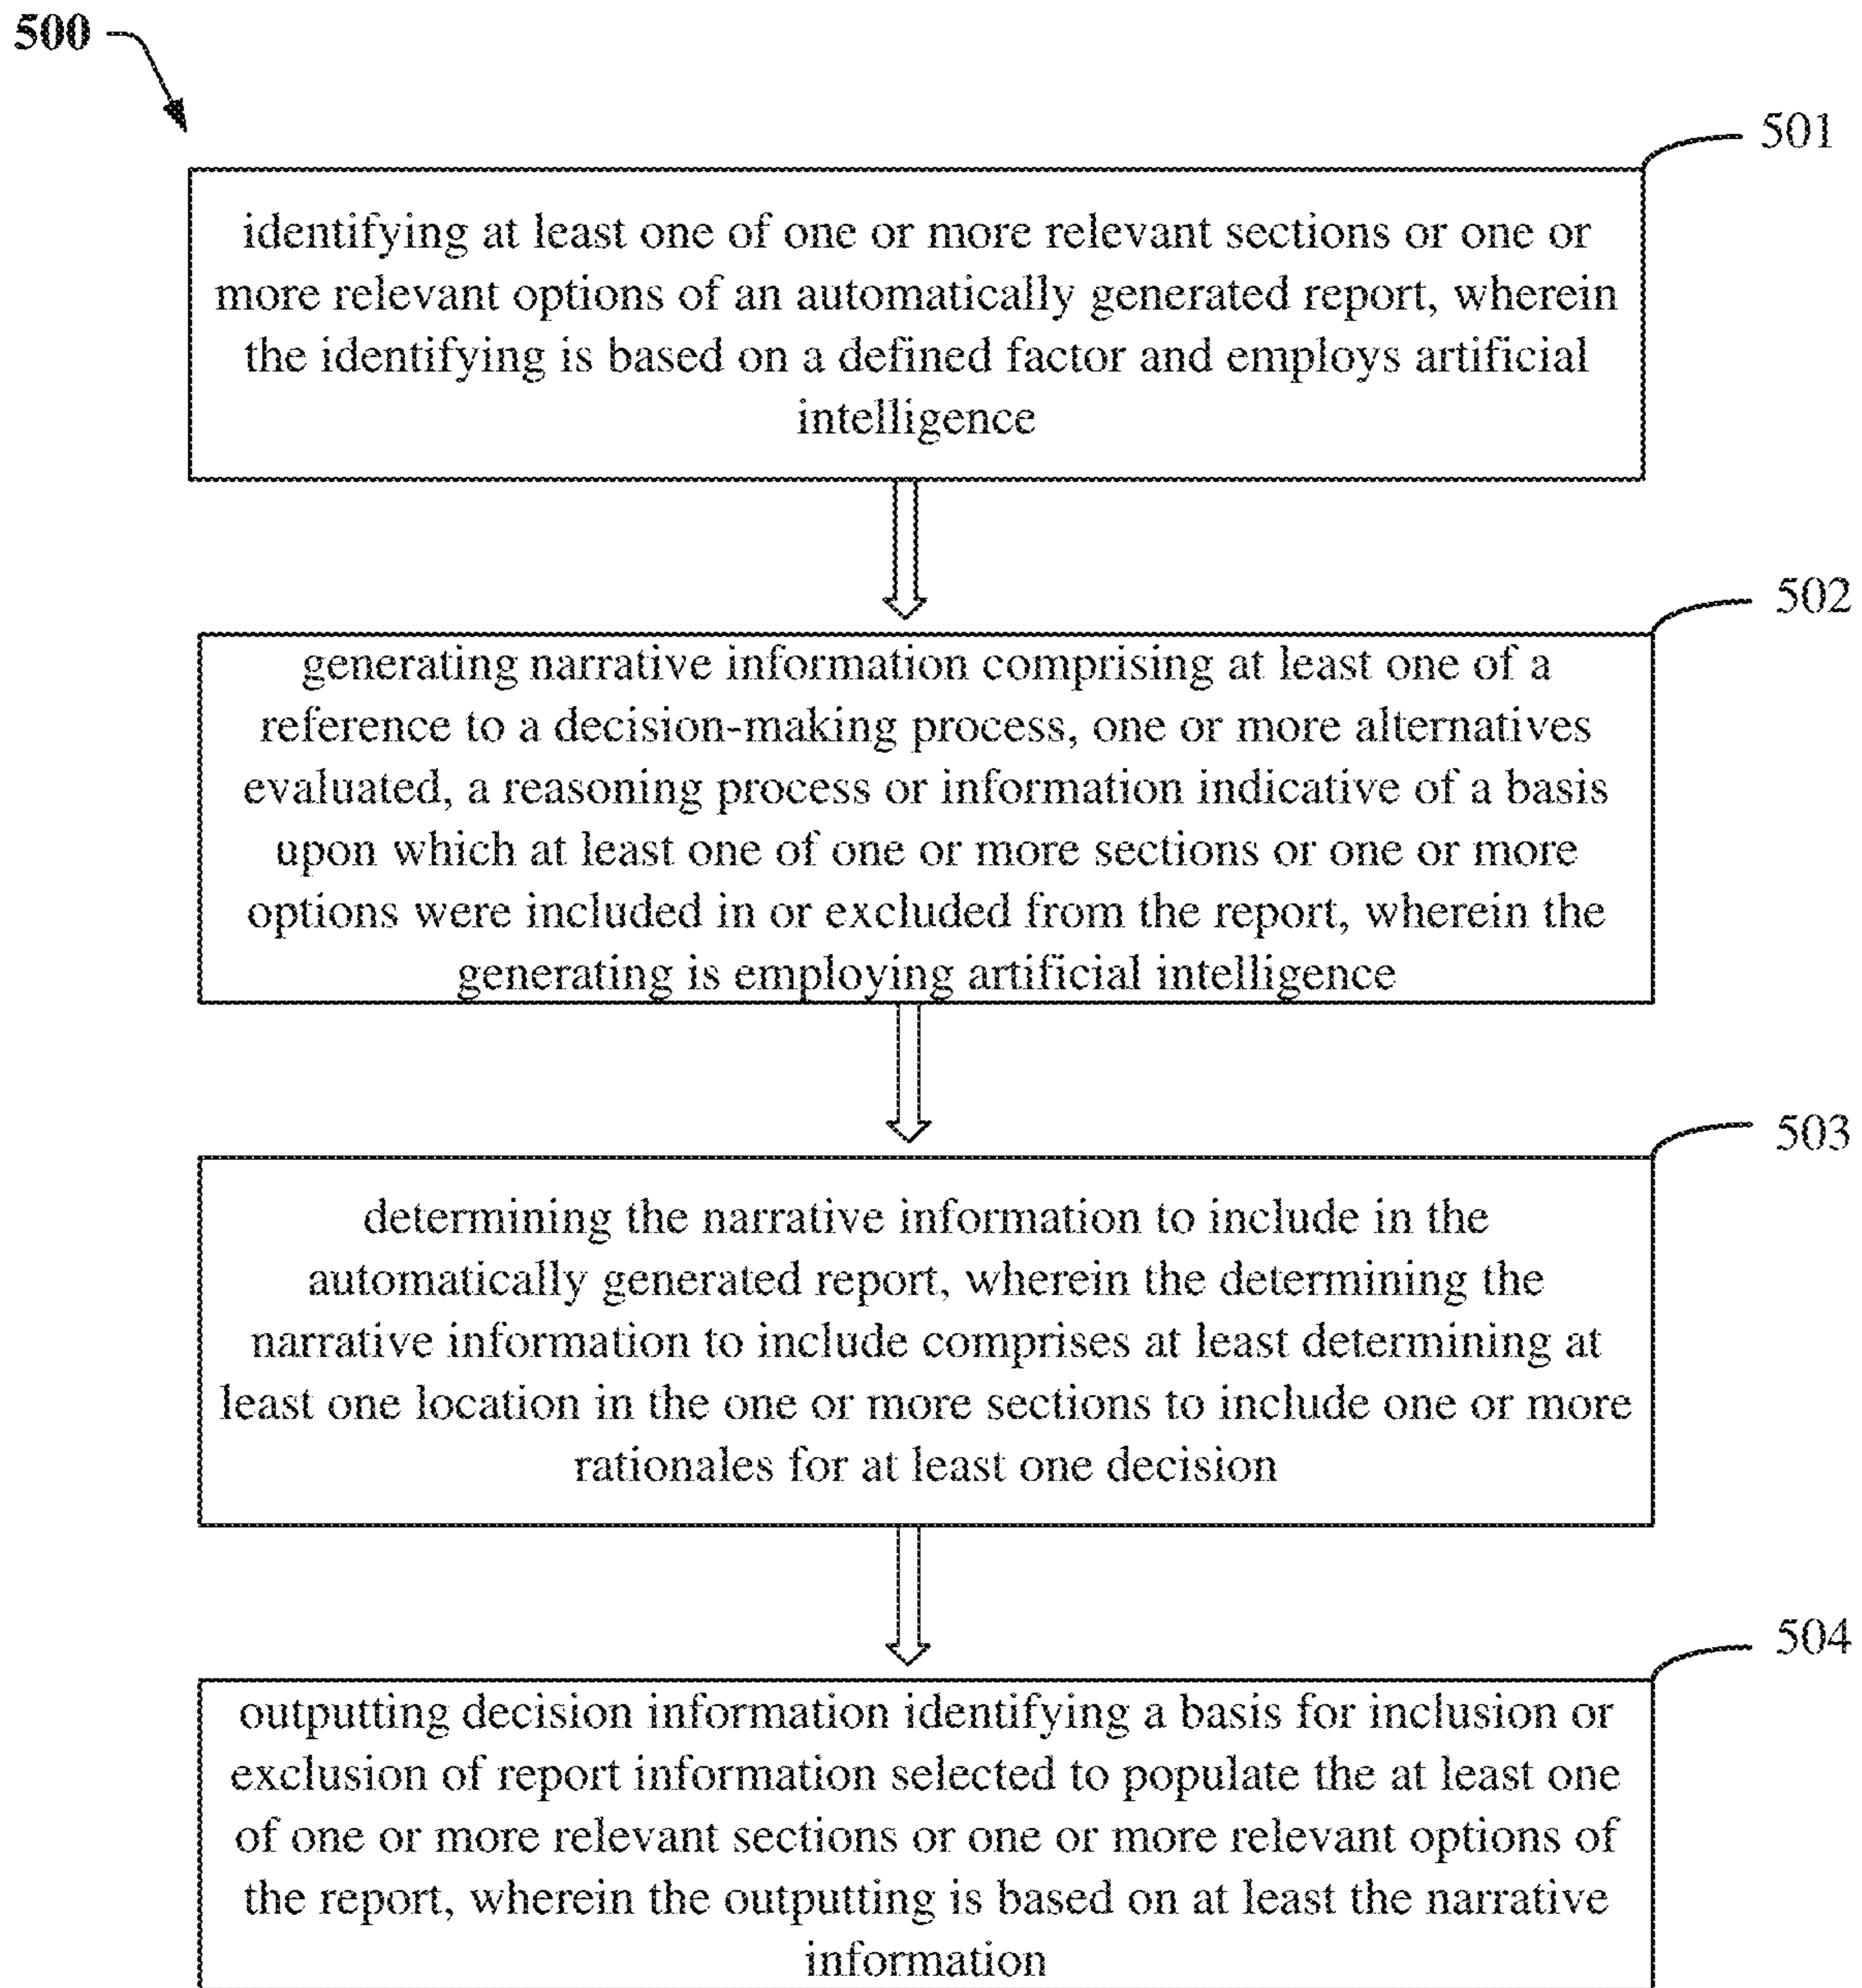 500
501
identifying at least one of one or more relevant sections or one or
more relevant options of an automatically generated report, wherein
the identifying is based on a defined factor and employs artificial
intelligence
502
generating narrative information comprising at least one of a
reference to a decision-making process, one or more alternatives
evaluated, a reasoning process or information indicative of a basis
upon which at least one of one or more sections or one or more
options were included in or excluded from the report, wherein the
generating is employing artificial intelligence
503
determining the narrative information to include in the
automatically generated report, wherein the determining the
narrative information to include comprises at least determining at
least one location in the one or more sections to include one or more
rationales for at least one decision
504
outputting decision information identifying a basis for inclusion or
exclusion of report information selected to populate the at least one
of one or more relevant sections or one or more relevant options of
the report, wherein the outputting is based on at least the narrative
information